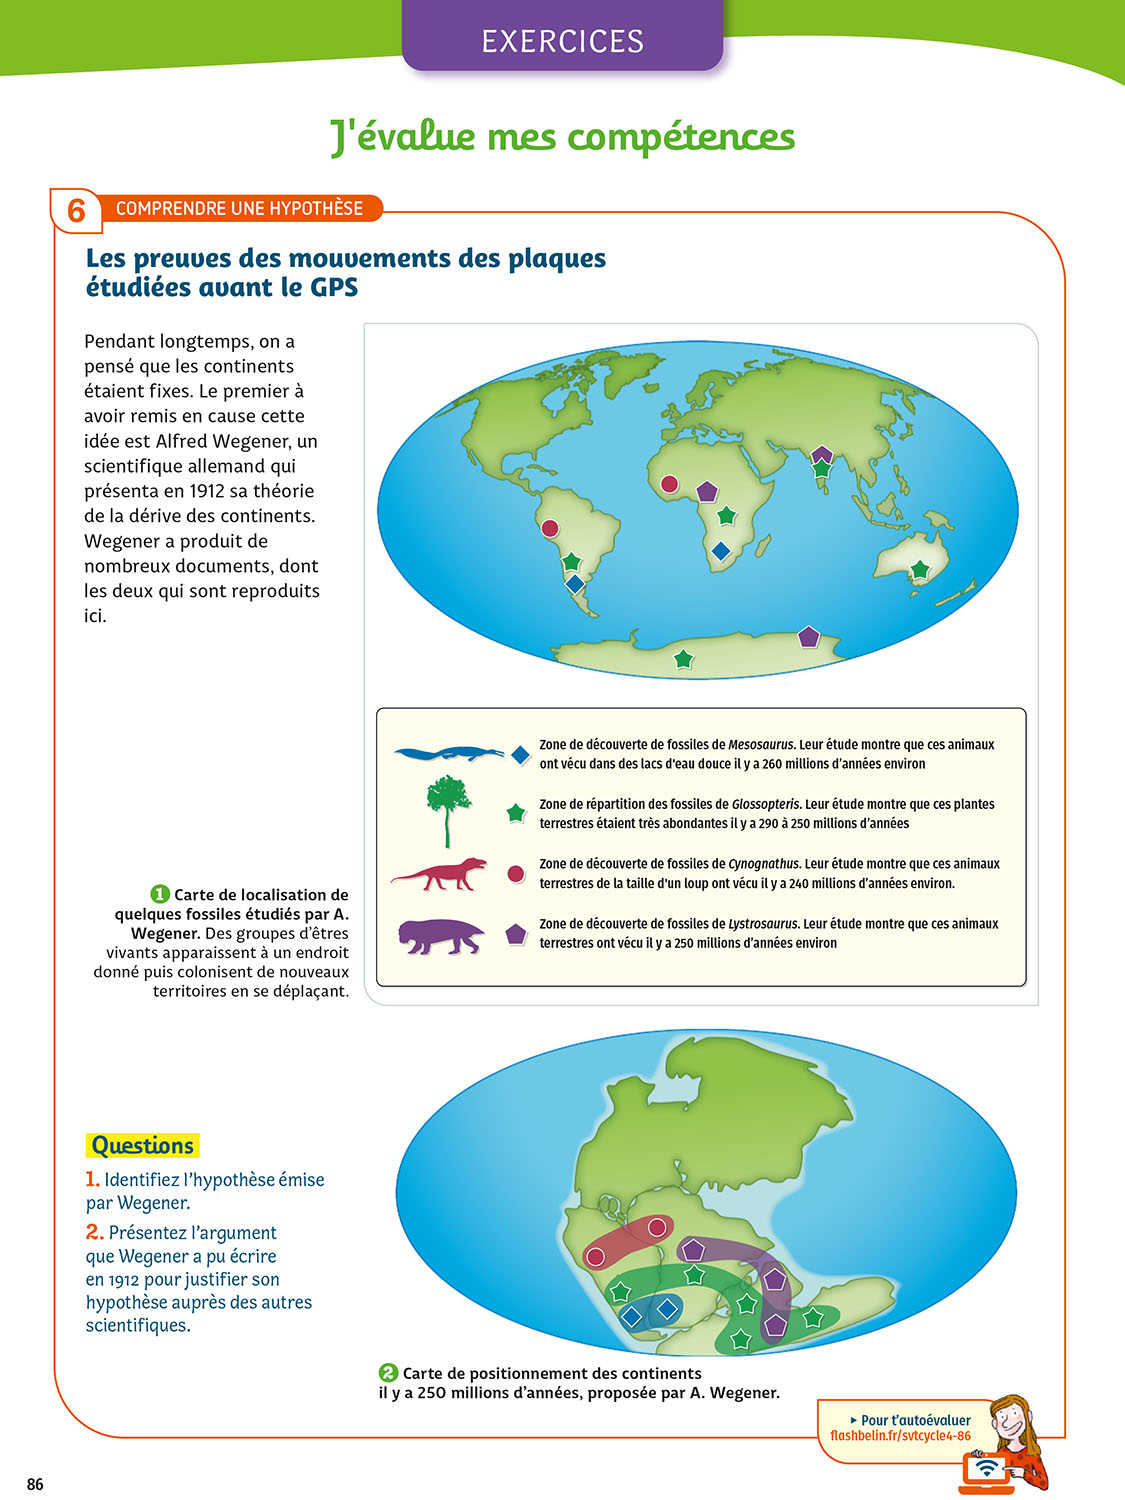 EXERCICES
J'évalue mes compétences
6 COMPRENDRE UNE HYPOTHÈSE
Les preuves des mouvements des plaques
étudiées avant le GPS
Pendant longtemps, on a
pensé que les continents
étaient fixes. Le premier à
avoir remis en cause cette
idée est Alfred Wegener, un
scientifique allemand qui
présenta en 1912 sa théorie
de la dérive des continents.
Wegener a produit de
nombreux documents, dont
les deux qui sont reproduits
ici.
Zone de découverte de fossiles de Mesosaurus. Leur étude montre que ces animaux
ont vécu dans des lacs d'eau douce il y a 260 millions d'années environ
Zone de répartition des fossiles de Glossopteris. Leur étude montre que ces plantes
terrestres étaient très abondantes il y a 290 à 250 millions d'années
Zone de découverte de fossiles de Cynognathus. Leur étude montre que ces animaux
terrestres de la taille d'un loup ont vécu il y a 240 millions d'années environ.
Zone de découverte de fossiles de Lystrosaurus. Leur étude montre que ces animaux
terrestres ont vécu il y a 250 millions d'années environ
1 Carte de localisation de
quelques fossiles étudiés par A.
Wegener. Des groupes d'êtres
vivants apparaissent à un endroit
donné puis colonisent de nouveaux
territoires en se déplaçant.
Questions
1. Identifiez l'hypothèse émise
par Wegener.
2. Présentez l'argument
que Wegener a pu écrire
en 1912 pour justifier son
hypothèse auprès des autres
scientifiques.
2 Carte de positionnement des continents
il y a 250 millions d'années, proposée par A. Wegener.
▸ Pour t'autoévaluer
flashbelin.fr/svtcycle4-86
86